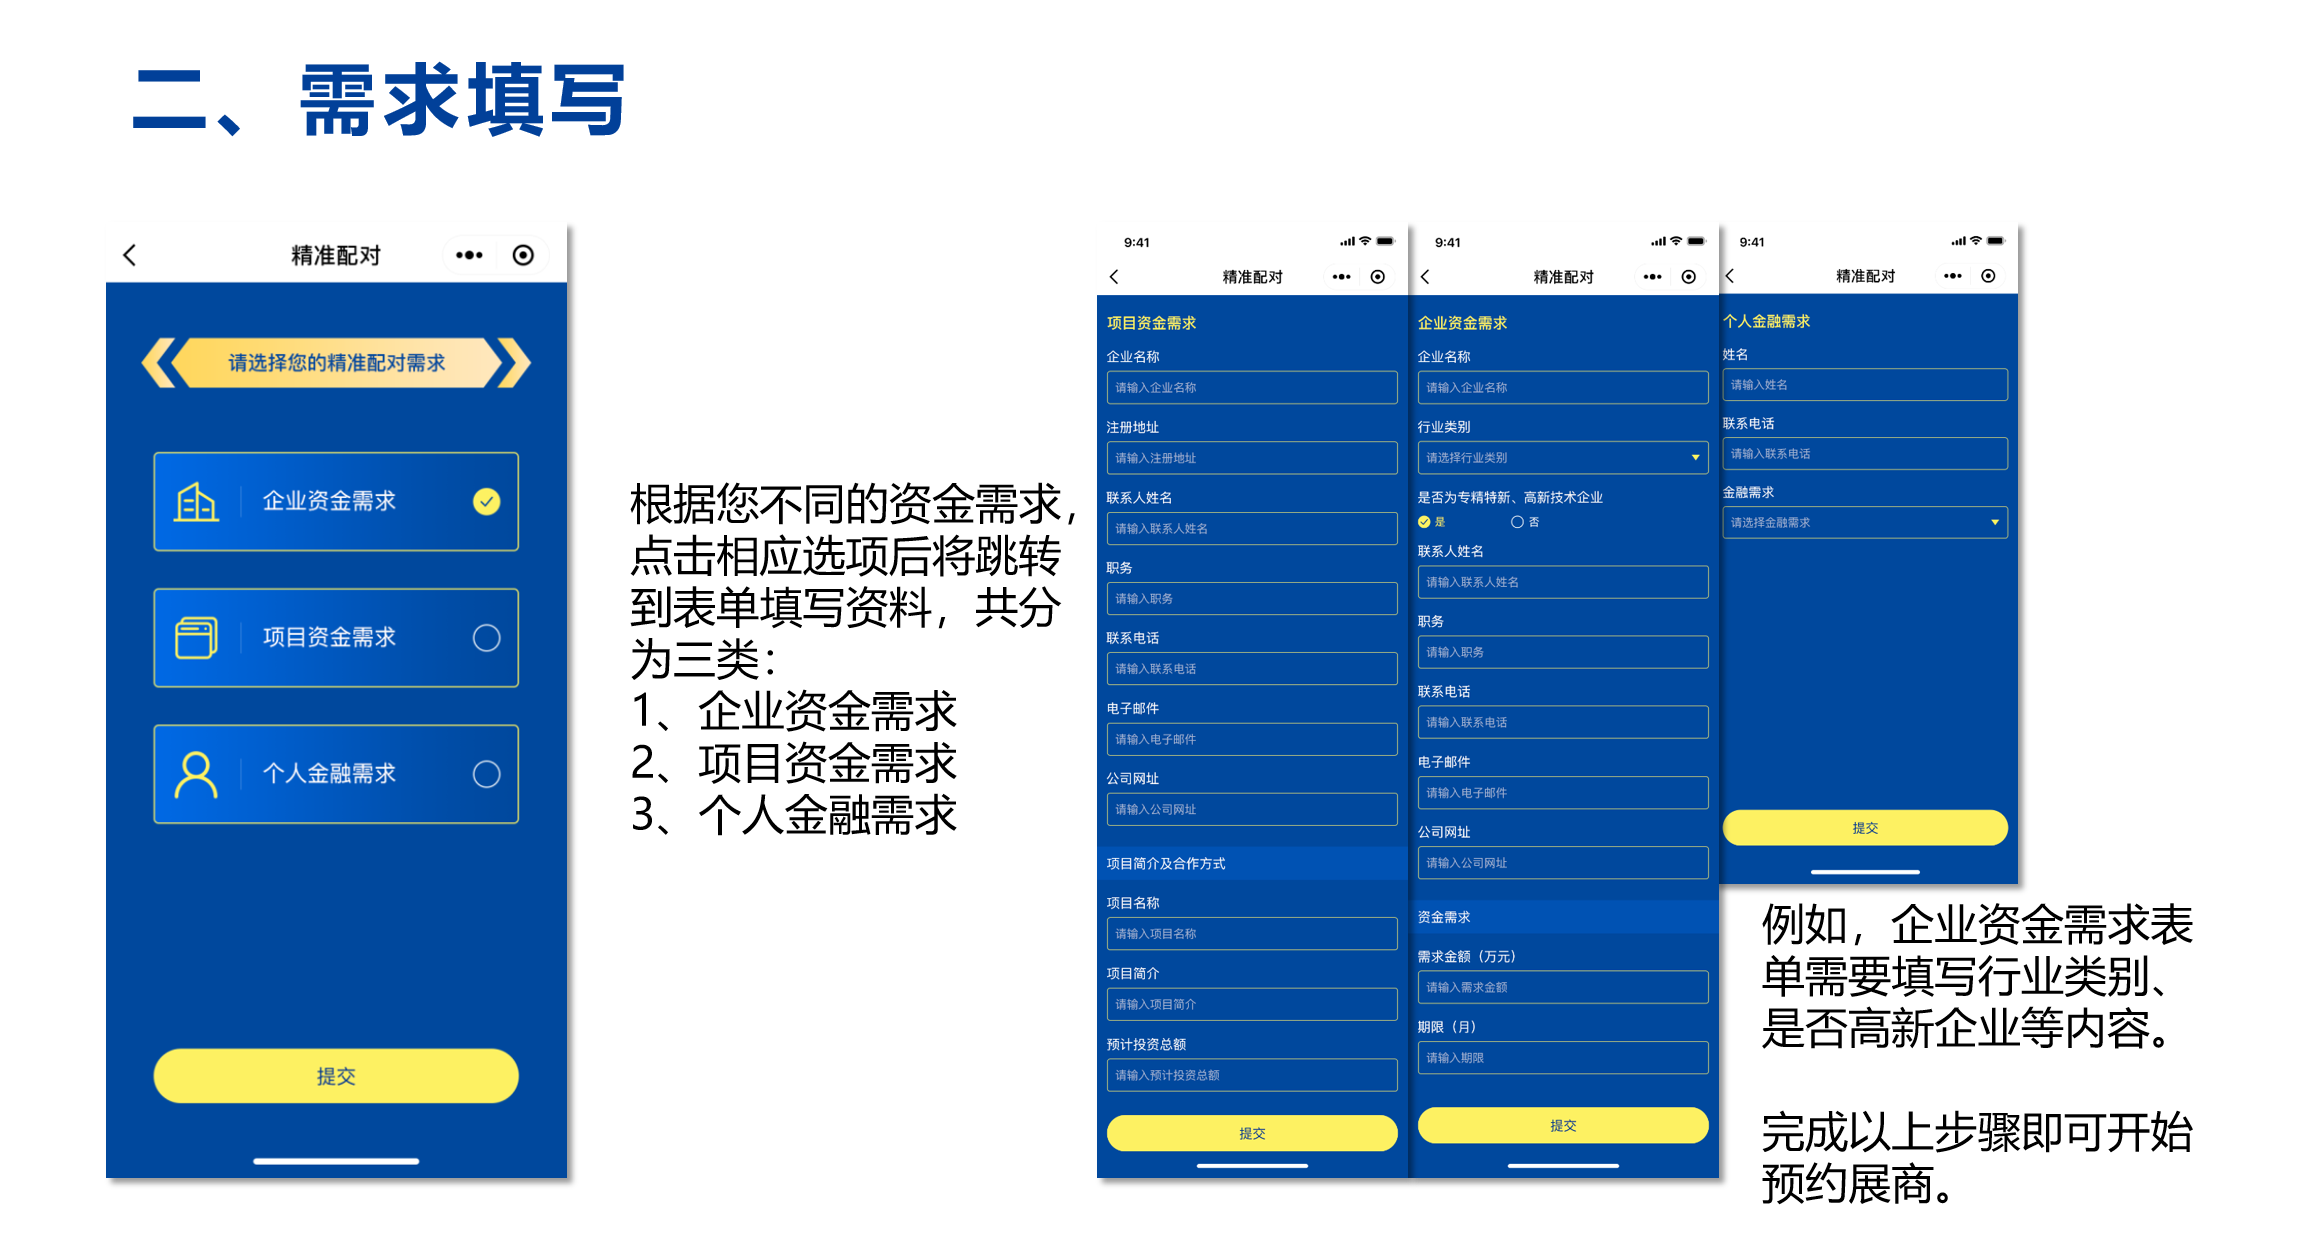 二、需求填写
精准配对
请选择您的精准配对需求
企业资金需求
项目资金需求
个人金融需求
提交
根据您不同的资金需求，
点击相应选项后将跳转
到表单填写资料，共分
为三类：
1、企业资金需求
2、项目资金需求
3、个人金融需求
9:41
精准配对
项目资金需求
企业名称
请输入企业名称
注册地址
请输入注册地址
联系人姓名
请输入联系人姓名
职务
请输入职务
联系电话
请输入联系电话
电子邮件
请输入电子邮件
公司网址
请输入公司网址
项目简介及合作方式
项目名称
请输入项目名称
项目简介
请输入项目简介
预计投资总额
请输入预计投资总额
提交
9:41
精准配对
企业资金需求
企业名称
请输入企业名称
行业类别
请选择行业类别
是否为专精特新、高新技术企业
是 否
联系人姓名
请输入联系人姓名
职务
请输入职务
联系电话
请输入联系电话
电子邮件
请输入电子邮件
公司网址
请输入公司网址
资金需求
需求金额（万元）
请输入需求金额
期限（月）
请输入期限
提交
9:41
精准配对
个人金融需求
姓名
请输入姓名
联系电话
请输入联系电话
金融需求
请选择金融需求
提交
例如，企业资金需求表
单需要填写行业类别、
是否高新企业等内容。
完成以上步骤即可开始
预约展商。